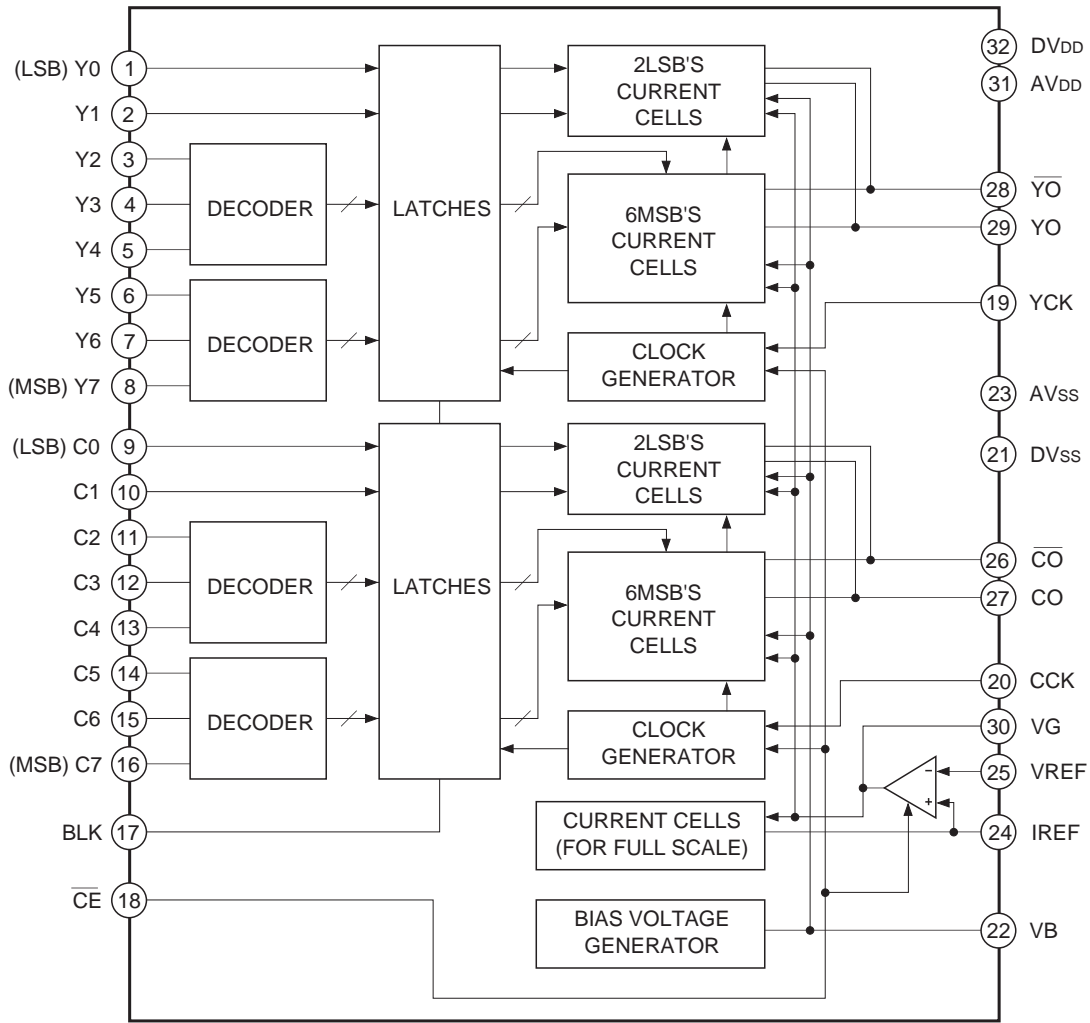 (LSB) Y0 1
Y1 2
Y2 3
Y3 4
Y4 5
Y5 6
Y6 7
(MSB) Y7 8
(LSB) C0 9
C1 10
C2 11
C3 12
C4 13
C5 14
C6 15
(MSB) C7 16
BLK 17
CE 18
DECODER
DECODER
DECODER
DECODER
LATCHES
LATCHES
2LSB'S
CURRENT
CELLS
6MSB'S
CURRENT
CELLS
CLOCK
GENERATOR
2LSB'S
CURRENT
CELLS
6MSB'S
CURRENT
CELLS
CLOCK
GENERATOR
CURRENT CELLS
(FOR FULL SCALE)
BIAS VOLTAGE
GENERATOR
−
+
32 DVDD
31 AVDD
28 YO
29 YO
19 YCK
23 AVSS
21 DVSS
26 CO
27 CO
20 CCK
30 VG
25 VREF
24 IREF
22 VB